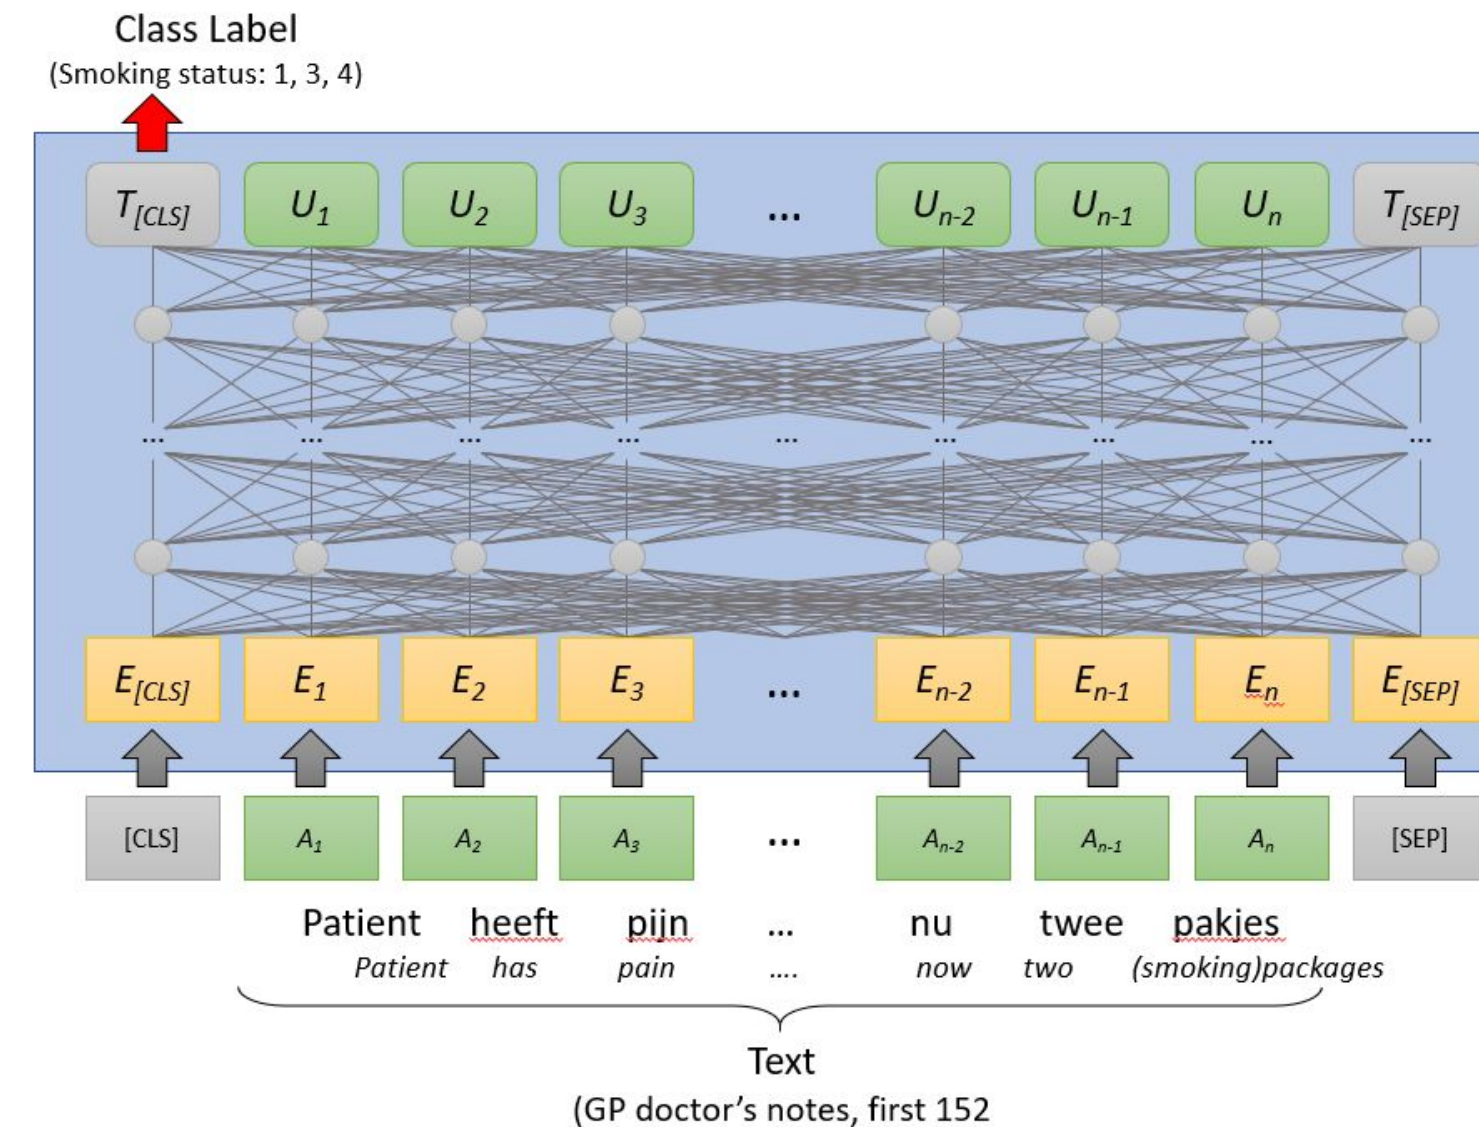 Class Label
(Smoking status: 1, 3, 4)
T[CLS] U1 U2 U3 ... Un-2 Un-1 Un T[SEP]
... ... ... ... ... ... ... ... ...
E[CLS] E1 E2 E3 ... En-2 En-1 En E[SEP]
[CLS] A1 A2 A3 ... An-2 An-1 An [SEP]
Patient heeft pijn ... nu twee pakjes
Patient has pain .... now two (smoking)packages
Text
(GP doctor's notes, first 152